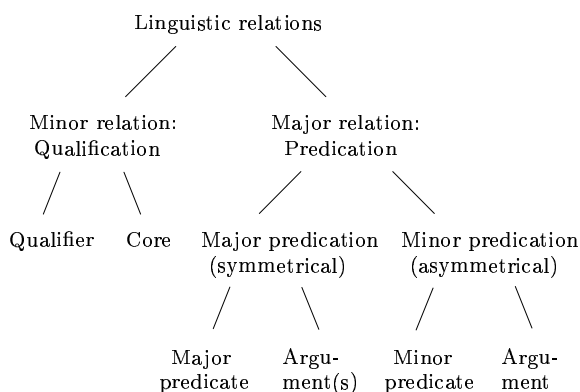 Linguistic relations
Minor relation:
Qualification
Major relation:
Predication
Qualifier
Core
Major predication
(symmetrical)
Minor predication
(asymmetrical)
Major
predicate
Argu-
ment(s)
Minor
predicate
Argu-
ment